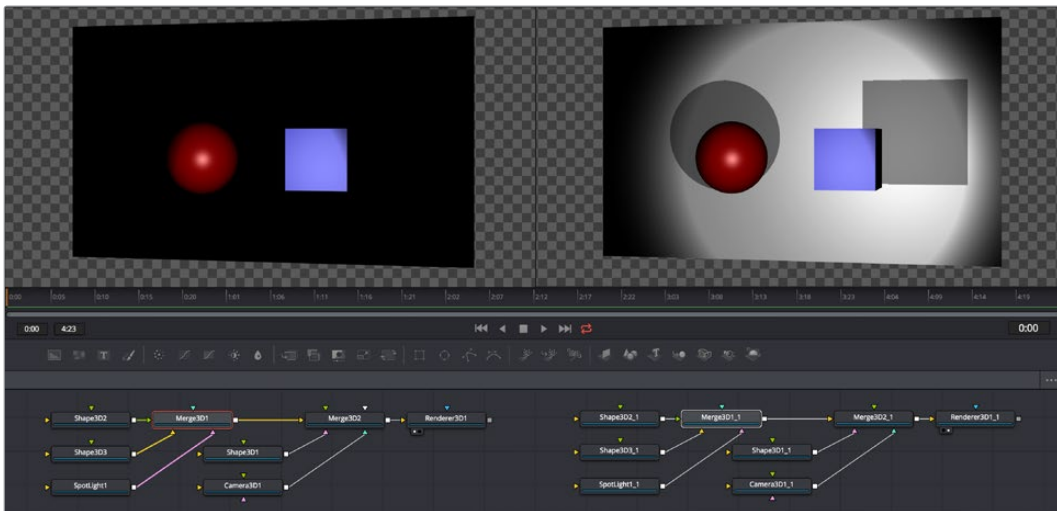 0:00 0:05 0:10 0:15 0:20 1:01 1:06 1:11 1:16 1:21 2:02 2:07 2:12 2:17 2:22 3:03 3:08 3:13 3:18 3:23 4:04 4:09 4:14 4:19
0:00 4:23 0:00
Shape3D2 Merge3D1 Merge3D2 Renderer3D1 Shape3D2_1 Merge3D1_1 Merge3D2_1 Renderer3D1_1
Shape3D3 Shape3D1 Shape3D3_1 Shape3D1_1
SpotLight1 Camera3D1 SpotLight1_1 Camera3D1_1